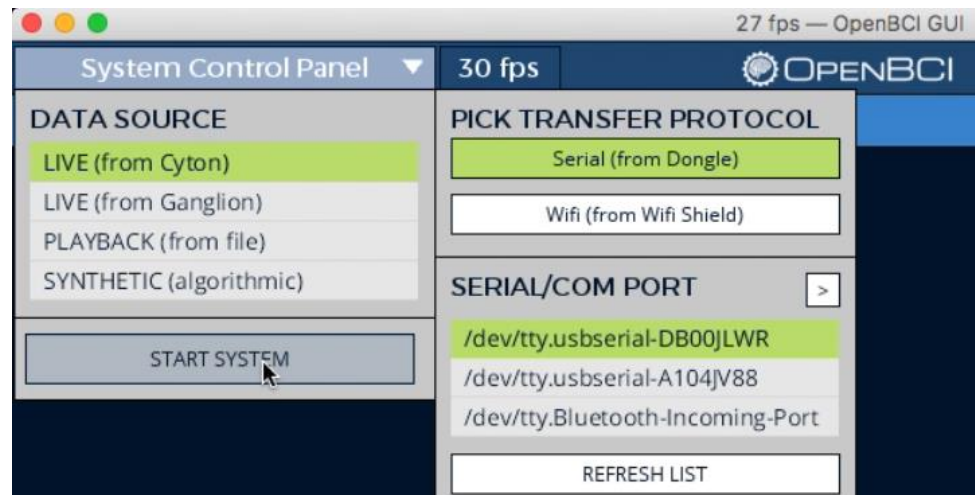 27 fps — OpenBCI GUI
System Control Panel
30 fps
OPENBCI
DATA SOURCE
LIVE (from Cyton)
LIVE (from Ganglion)
PLAYBACK (from file)
SYNTHETIC (algorithmic)
START SYSTEM
PICK TRANSFER PROTOCOL
Serial (from Dongle)
Wifi (from Wifi Shield)
SERIAL/COM PORT >
/dev/tty.usbserial-DB00JLWR
/dev/tty.usbserial-A104JV88
/dev/tty.Bluetooth-Incoming-Port
REFRESH LIST